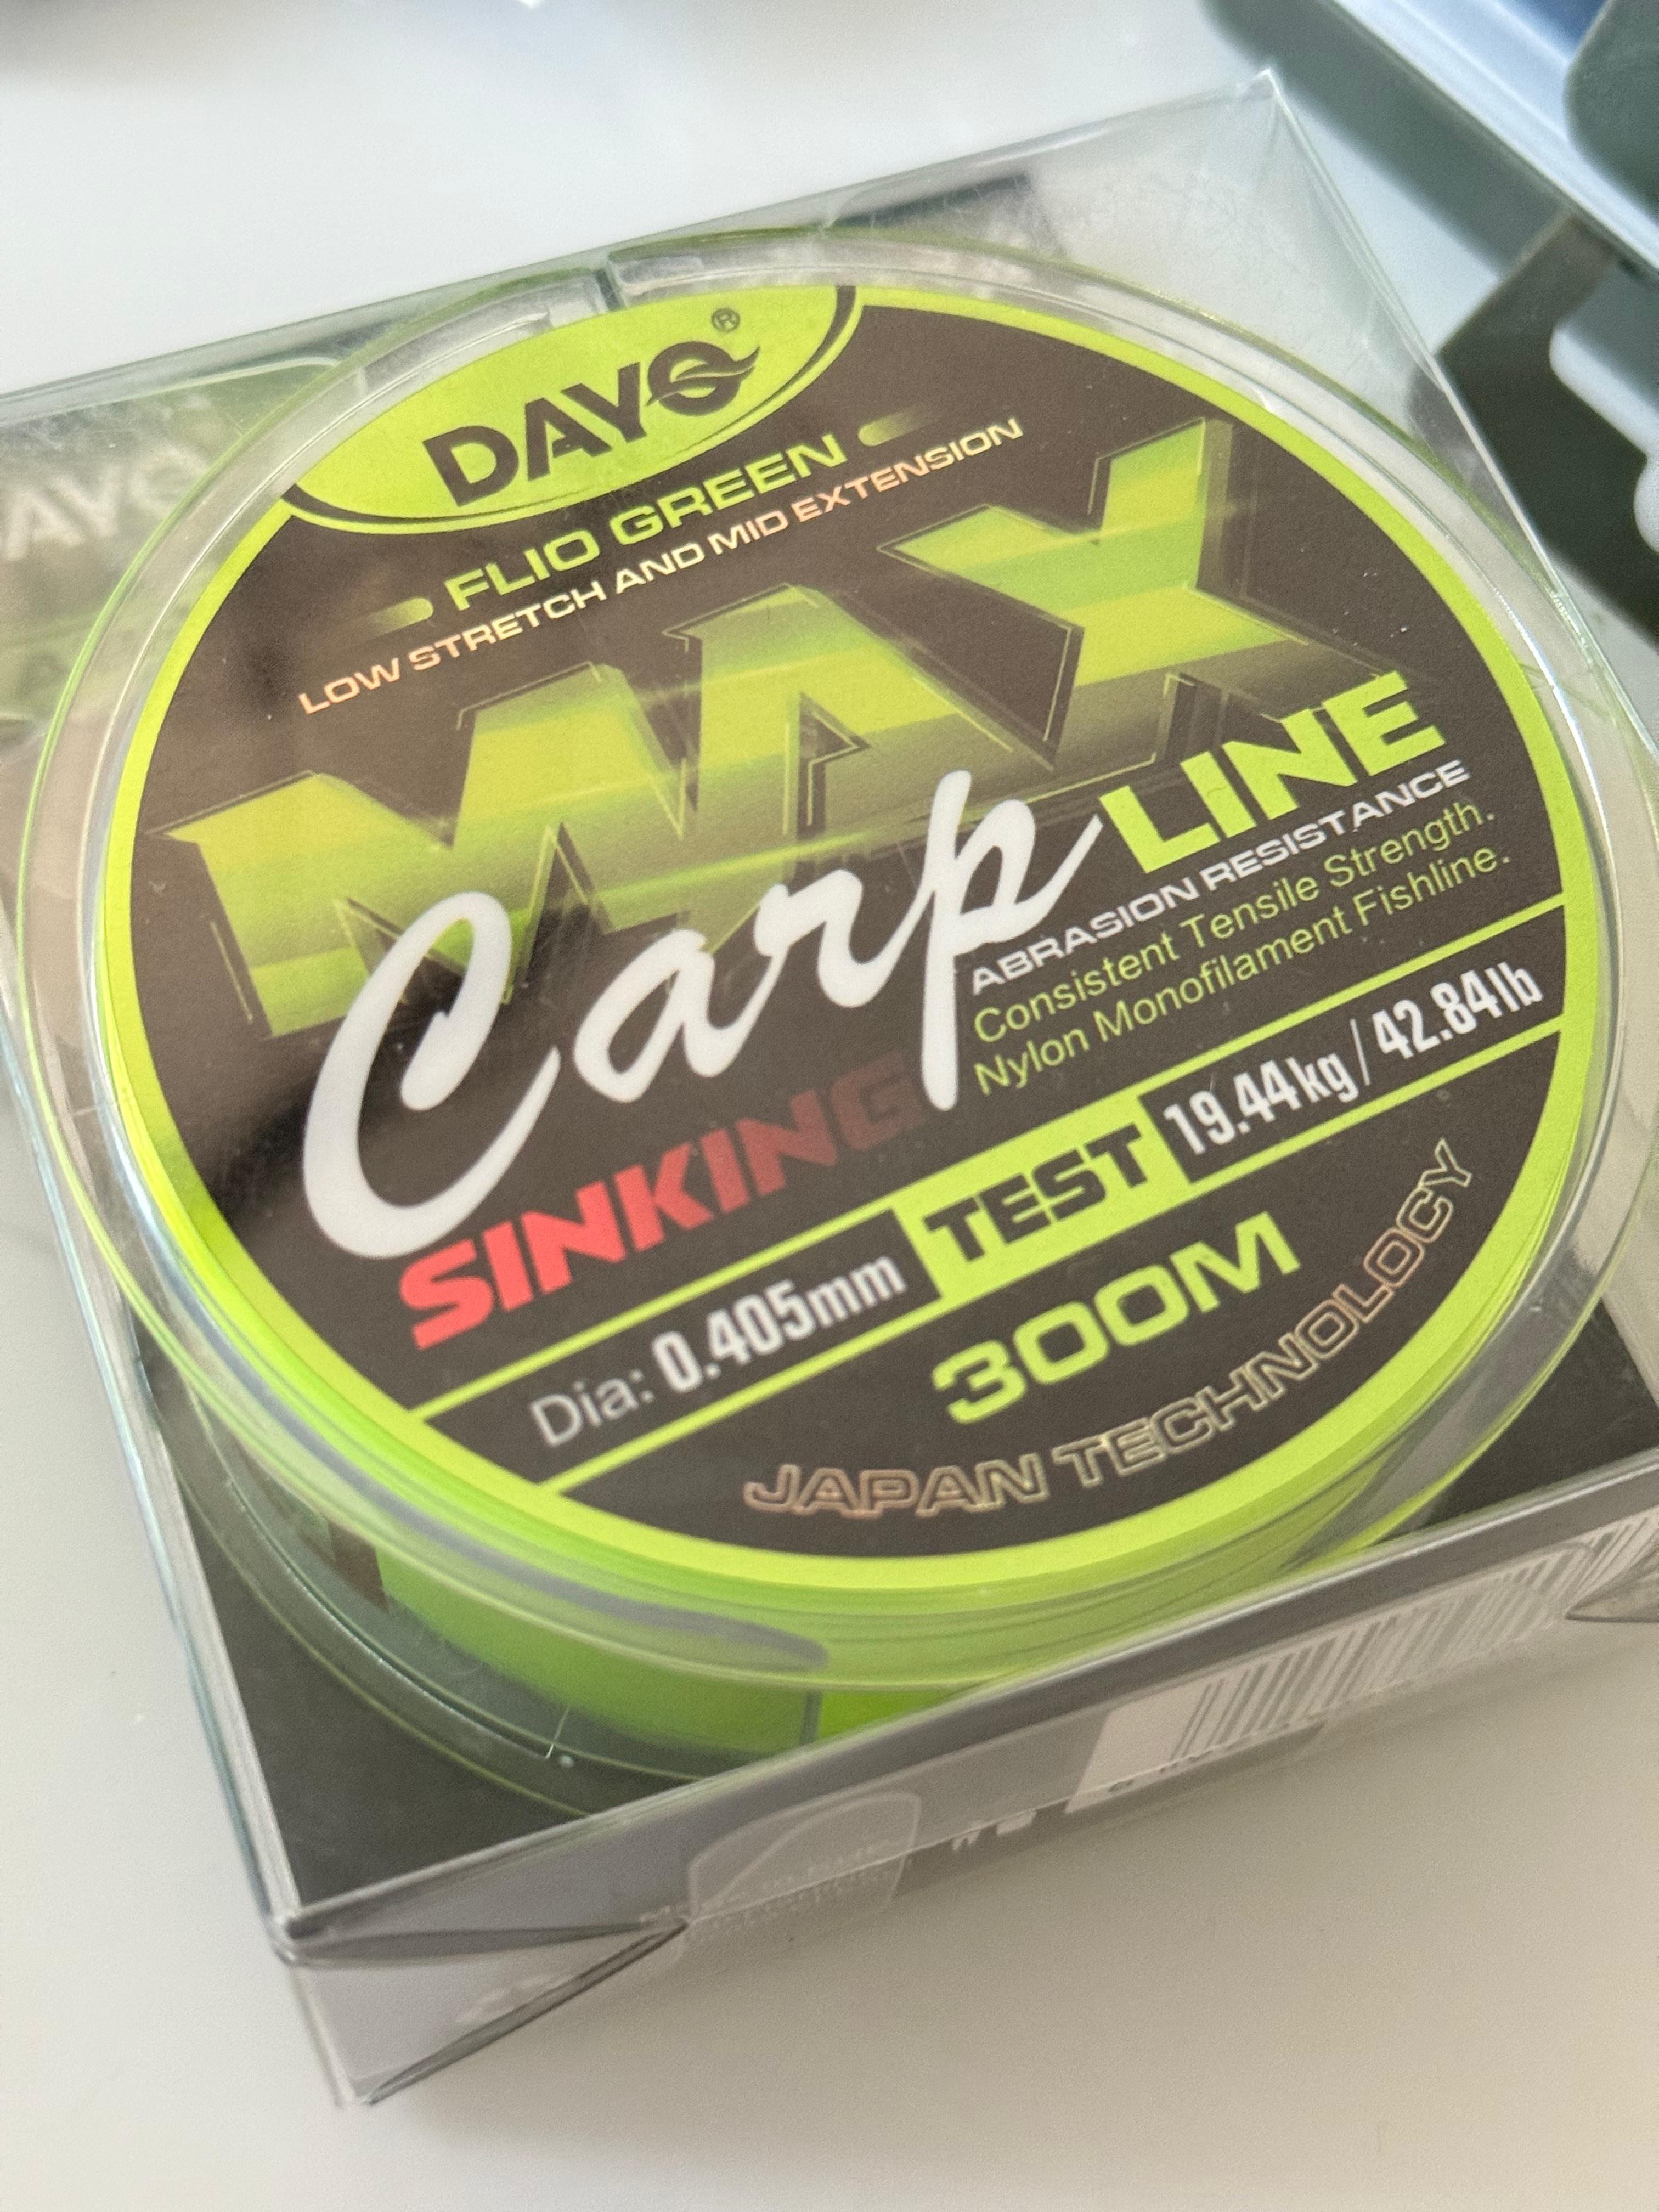 DAYO®
FLIO GREEN
LOW STRETCH AND MID EXTENSION
MAX
Carp LINE
ABRASION RESISTANCE
Consistent Tensile Strength.
Nylon Monofilament Fishline.
SINKING
Dia: 0.405mm TEST 19.44kg/42.84lb
300M
JAPAN TECHNOLOCY